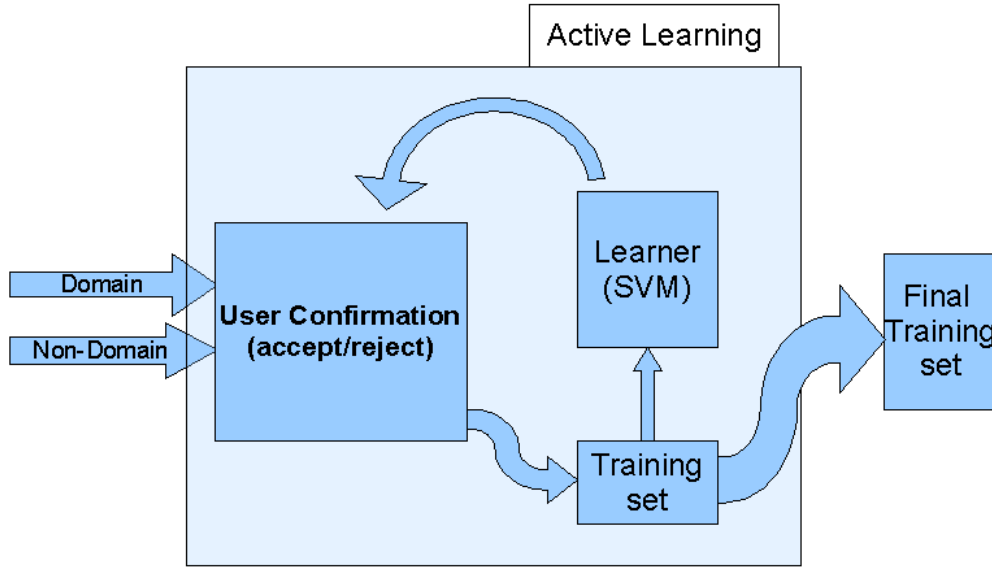 Active Learning
Domain
Non-Domain
User Confirmation
(accept/reject)
Learner
(SVM)
Training
set
Final
Training
set